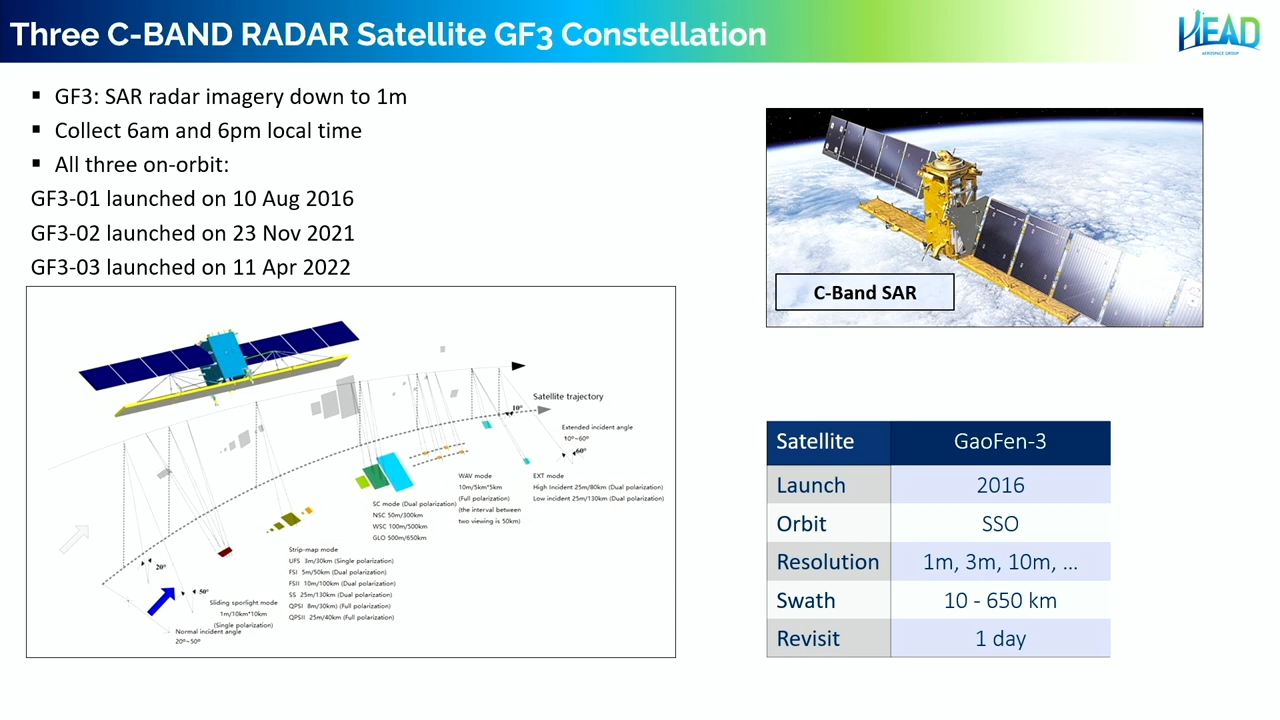 Three C-BAND RADAR Satellite GF3 Constellation
HEAD
AEROSPACE GROUP
▪ GF3: SAR radar imagery down to 1m
▪ Collect 6am and 6pm local time
▪ All three on-orbit:
GF3-01 launched on 10 Aug 2016
GF3-02 launched on 23 Nov 2021
GF3-03 launched on 11 Apr 2022
C-Band SAR
Satellite trajectory
10°
Extended incident angle
10°~60°
60°
EXT mode
High Incident 25m/80km (Dual polarization)
Low incident 25m/130km (Dual polarization)
WAV mode
10m/5km*5km
(Full polarization)
(the interval between
two viewing is 50km)
SC mode (Dual polarization)
NSC 50m/300km
WSC 100m/500km
GLO 500m/650km
Strip-map mode
UFS 3m/30km (Single polarization)
FSI 5m/50km (Dual polarization)
FSII 10m/100km (Dual polarization)
SS 25m/130km (Dual polarization)
QPSI 8m/30km) (Full polarization)
QPSII 25m/40km (Full polarization)
20°
50°
Sliding sporlight mode
1m/10km*10km
(Single polarization)
Normal incident angle
20°~50°
Satellite GaoFen-3
Launch 2016
Orbit SSO
Resolution 1m, 3m, 10m, ...
Swath 10 - 650 km
Revisit 1 day